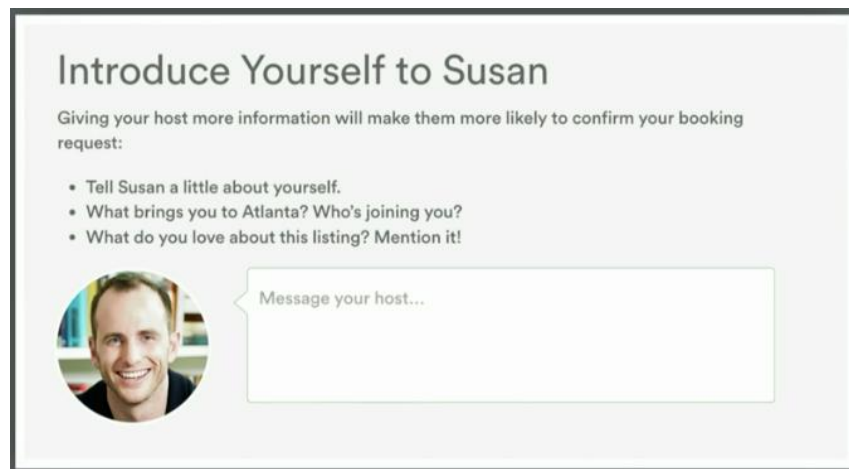 Introduce Yourself to Susan
Giving your host more information will make them more likely to confirm your booking
request:
• Tell Susan a little about yourself.
• What brings you to Atlanta? Who's joining you?
• What do you love about this listing? Mention it!
Message your host...